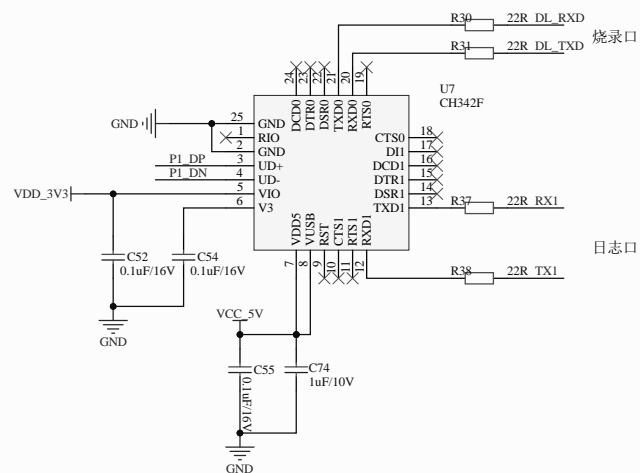 R30 22R DL_RXD
烧录口
R31 22R DL_TXD
24 23 22 21 20 19
DCD0 DTR0 DSR0 TXD0 RXD0 RTS0
U7
CH342F
GND 25 GND
1 RIO
2 GND
P1_DP 3 UD+
P1_DN 4 UD-
VDD_3V3 5 VIO
6 V3
CTS0 18
DI1 17
DCD1 16
DTR1 15
DSR1 14
TXD1 13 R37 22R RX1
VDD5 VUSB RST CTS1 RTS1 RXD1
7 8 9 10 11 12
日志口
R38 22R TX1
C52
0.1uF/16V
C54
0.1uF/16V
GND
VCC_5V
C55
0.1uF/16V
C74
1uF/10V
GND